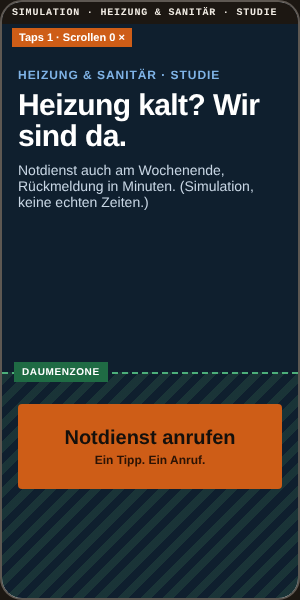 SIMULATION · HEIZUNG & SANITÄR · STUDIE
Taps 1 · Scrollen 0 ×
HEIZUNG & SANITÄR · STUDIE
Heizung kalt? Wir
sind da.
Notdienst auch am Wochenende,
Rückmeldung in Minuten. (Simulation,
keine echten Zeiten.)
DAUMENZONE
Notdienst anrufen
Ein Tipp. Ein Anruf.